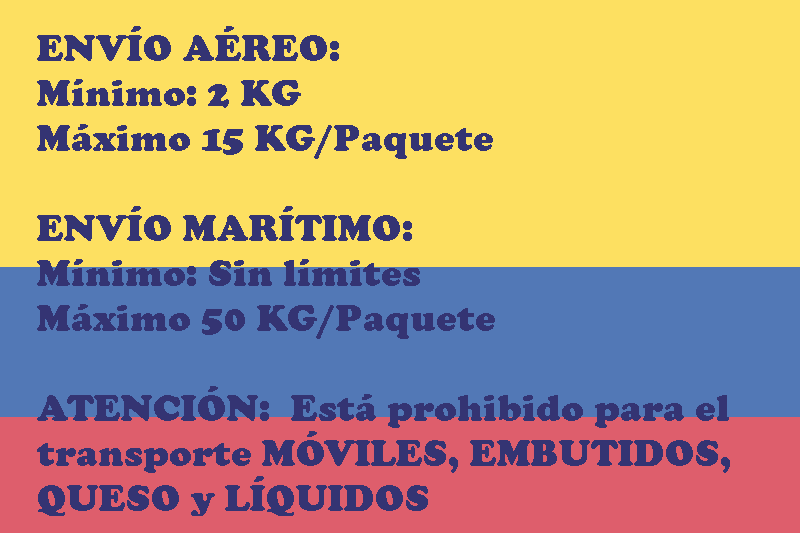 ENVÍO AÉREO:
Mínimo: 2 KG
Máximo 15 KG/Paquete
ENVÍO MARÍTIMO:
Mínimo: Sin límites
Máximo 50 KG/Paquete
ATENCIÓN: Está prohibido para el
transporte MÓVILES, EMBUTIDOS,
QUESO y LÍQUIDOS